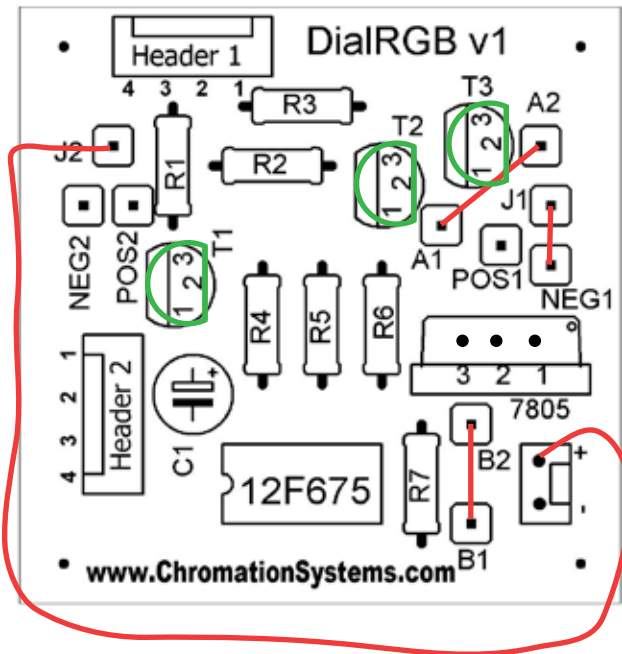 DialRGB v1
Header 1
4 3 2 1
R3
T3
A2
J2
R1
R2
T2
3
2
1
3
2
1
J1
NEG2
POS2
T1
3
2
1
A1
POS1
NEG1
R4
R5
R6
1
2
3
4
Header 2
+
C1
3 2 1
7805
12F675
R7
B2
+
-
B1
www.ChromationSystems.com